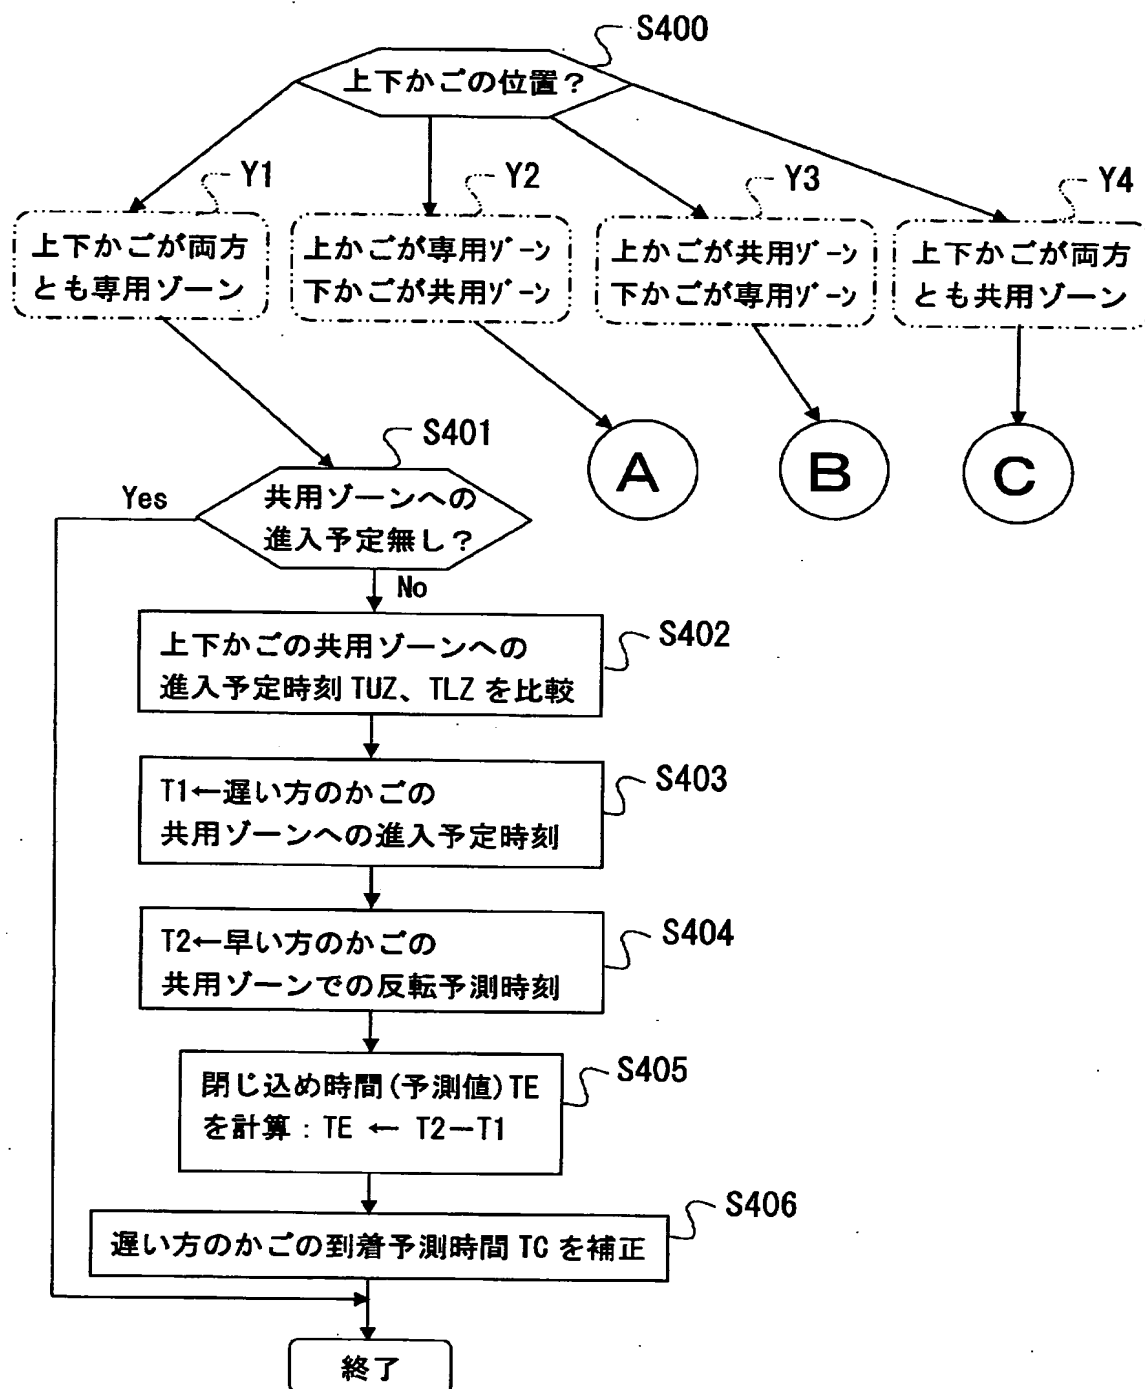 S400
上下かごの位置？
Y1
Y2
Y3
Y4
上下かごが両方
とも専用ゾーン
上かごが専用ｿﾞｰﾝ
下かごが共用ｿﾞｰﾝ
上かごが共用ｿﾞｰﾝ
下かごが専用ｿﾞｰﾝ
上下かごが両方
とも共用ゾーン
A
B
C
S401
共用ゾーンへの
進入予定無し？
Yes
No
S402
上下かごの共用ゾーンへの
進入予定時刻 TUZ、TLZ を比較
S403
T1←遅い方のかごの
共用ゾーンへの進入予定時刻
S404
T2←早い方のかごの
共用ゾーンでの反転予測時刻
S405
閉じ込め時間(予測値)TE
を計算：TE ← T2－T1
S406
遅い方のかごの到着予測時間 TC を補正
終了